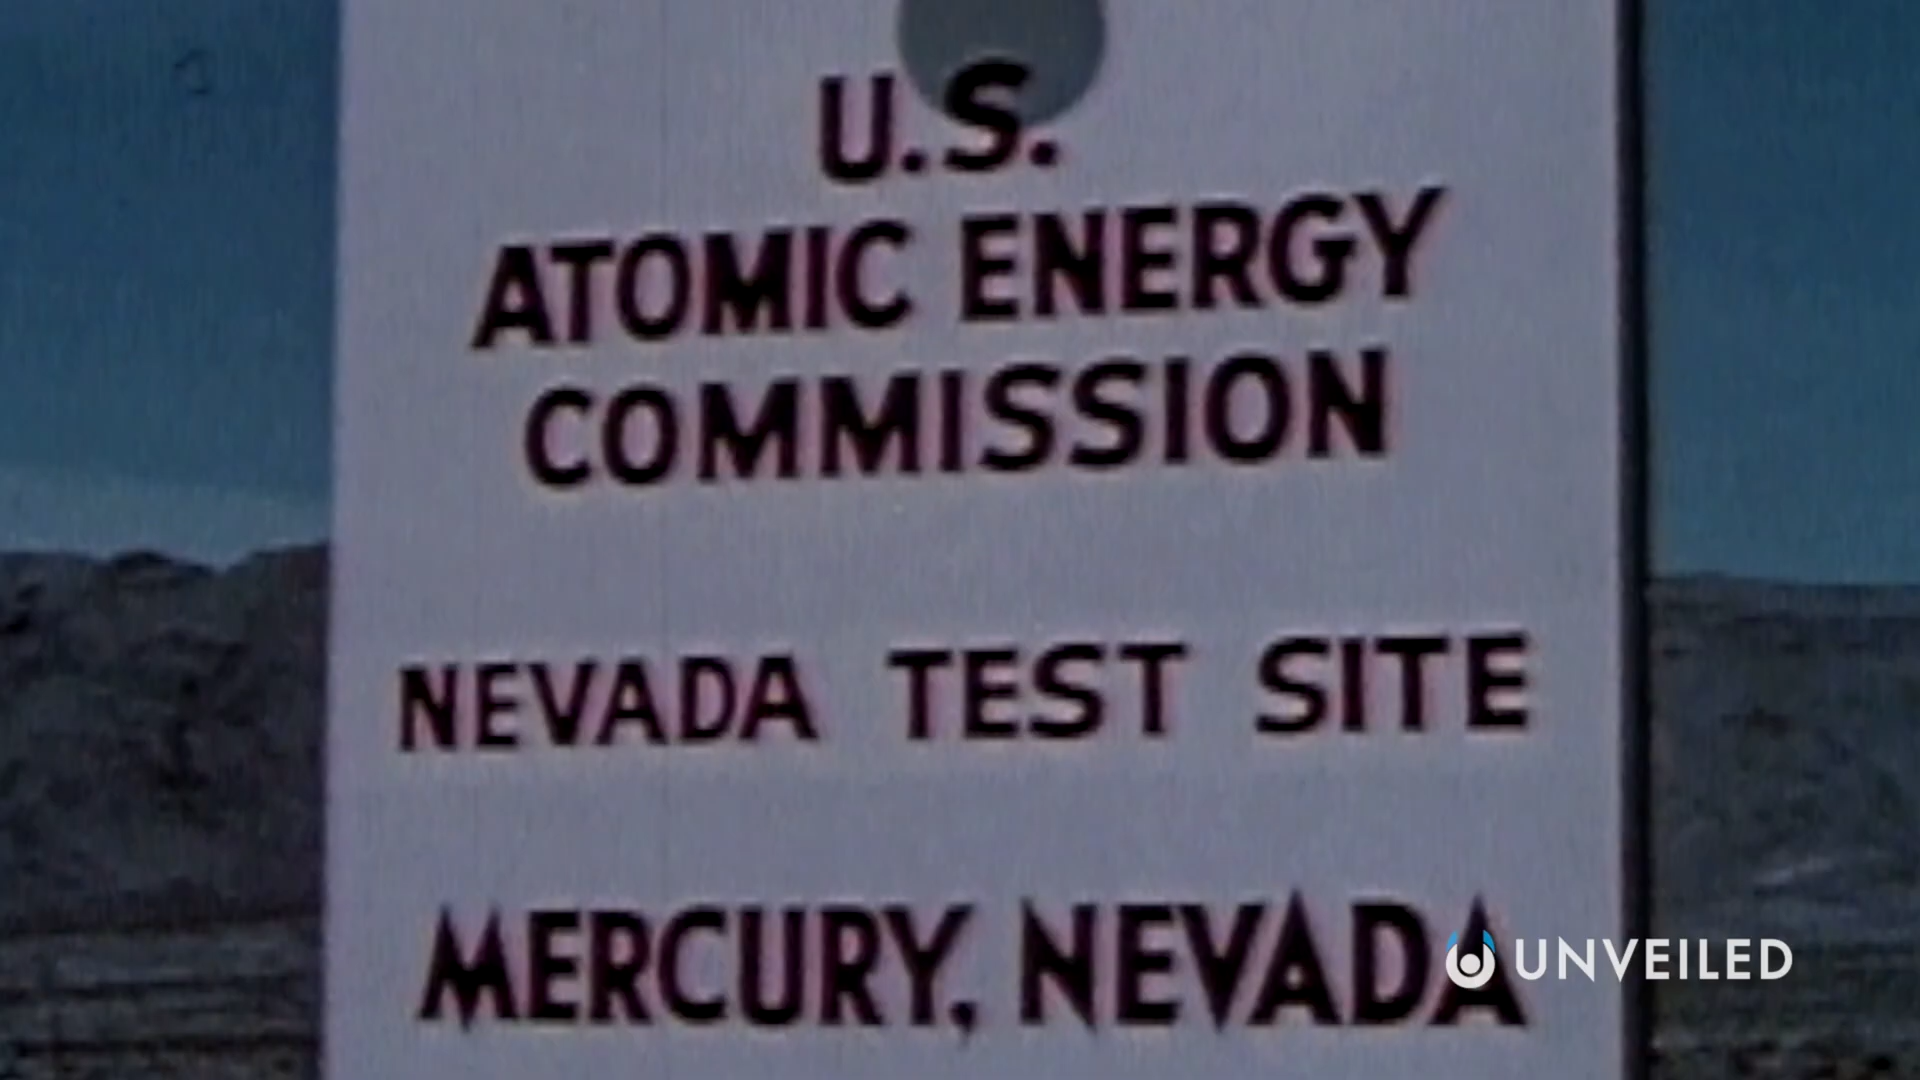 U.S.
ATOMIC ENERGY
COMMISSION
NEVADA TEST SITE
MERCURY, NEVADA
UNVEILED